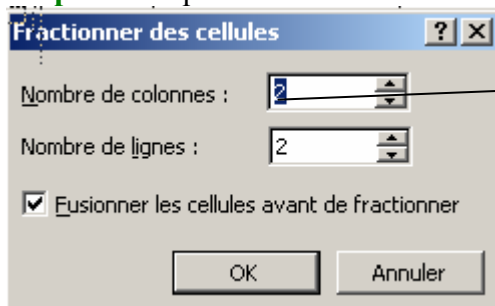 Fractionner des cellules
Nombre de colonnes : 2
Nombre de lignes : 2
Fusionner les cellules avant de fractionner
OK Annuler